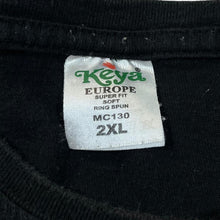 Keya
EUROPE
SUPER FIT
SOFT
RING SPUN
MC130
2XL